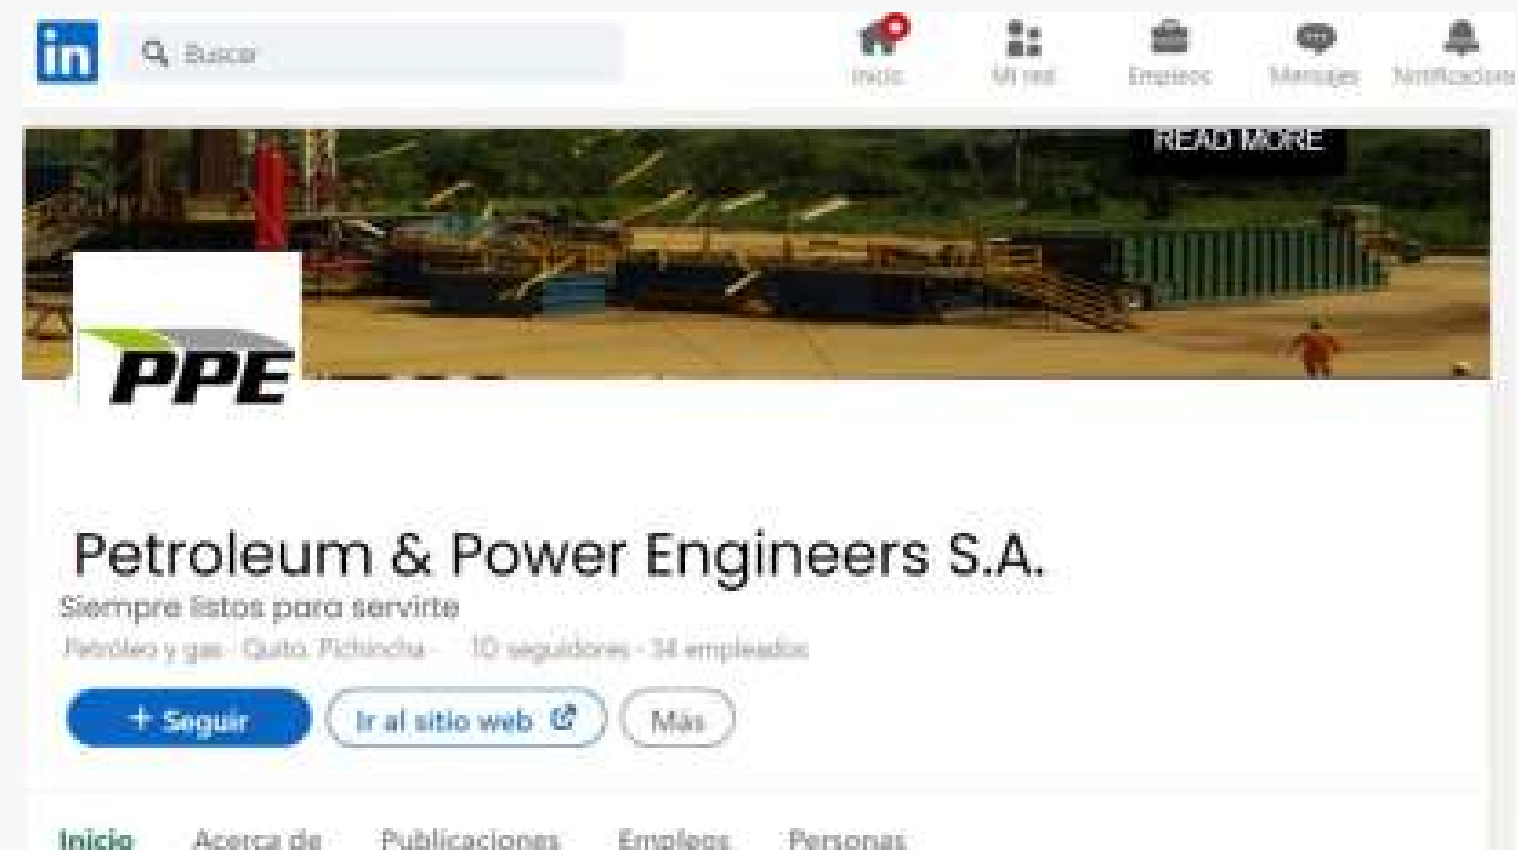 in Buscar
Inicio Mi red Empleos Mensajes
READ MORE
PPE
Petroleum & Power Engineers S.A.
Siempre listos para servirte
Petróleo y gas · Quito, Pichincha · 10 seguidores · 34 empleados
+ Seguir Ir al sitio web Más
Inicio Acerca de Publicaciones Empleos Personas